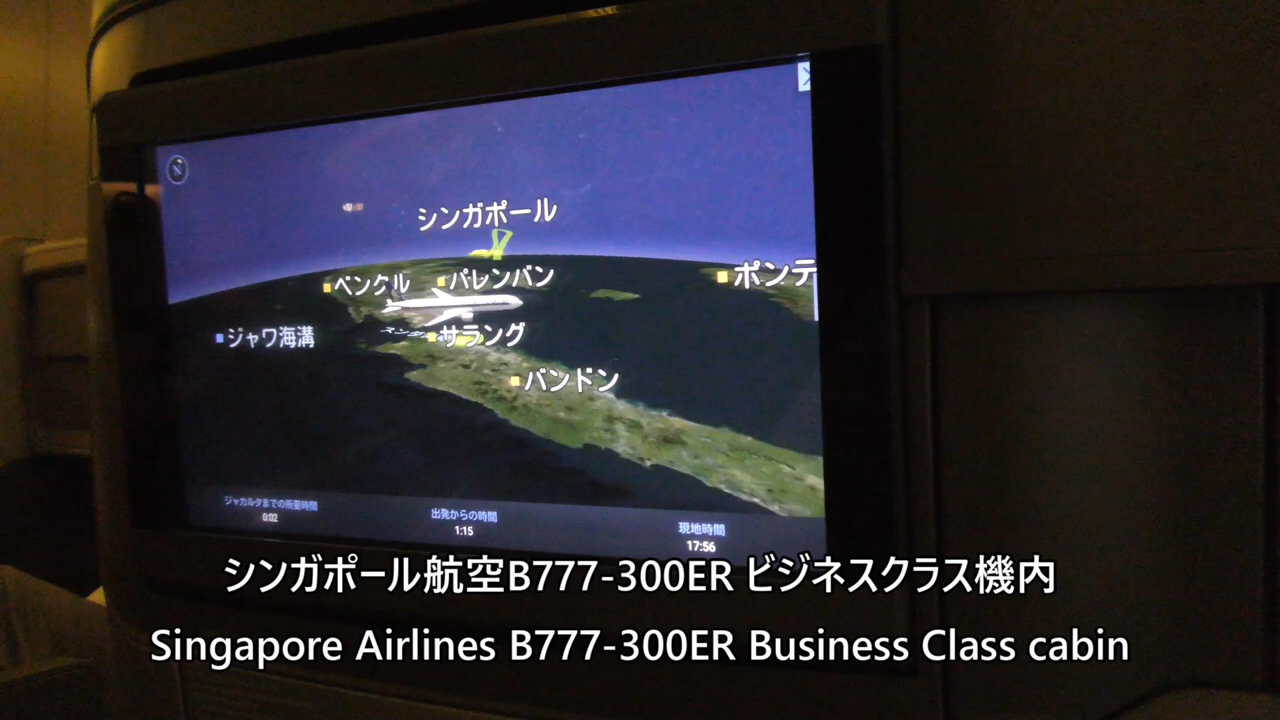 シンガポール
ベンクル
パレンバン
ポンテ
ジャワ海溝
サラング
バンドン
ジャカルタまでの所要時間
0:02
出発からの時間
1:15
現地時間
17:56
シンガポール航空B777-300ER ビジネスクラス機内
Singapore Airlines B777-300ER Business Class cabin